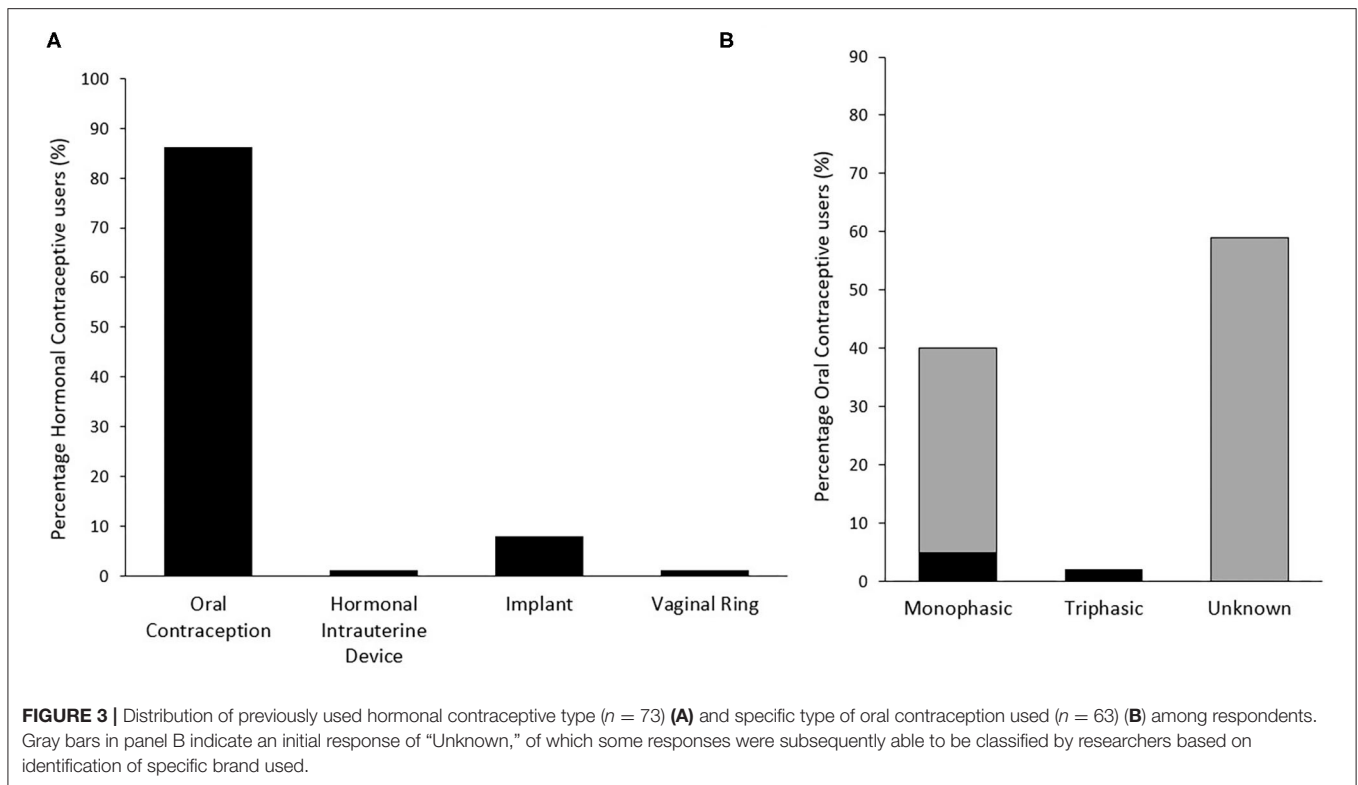 A
Percentage Hormonal Contraceptive users (%)
100
90
80
70
60
50
40
30
20
10
0
Oral
Contraception
Hormonal
Intrauterine
Device
Implant
Vaginal Ring
B
Percentage Oral Contraceptive users (%)
90
80
70
60
50
40
30
20
10
0
Monophasic
Triphasic
Unknown
FIGURE 3 | Distribution of previously used hormonal contraceptive type (n = 73) (A) and specific type of oral contraception used (n = 63) (B) among respondents.
Gray bars in panel B indicate an initial response of “Unknown,” of which some responses were subsequently able to be classified by researchers based on
identification of specific brand used.